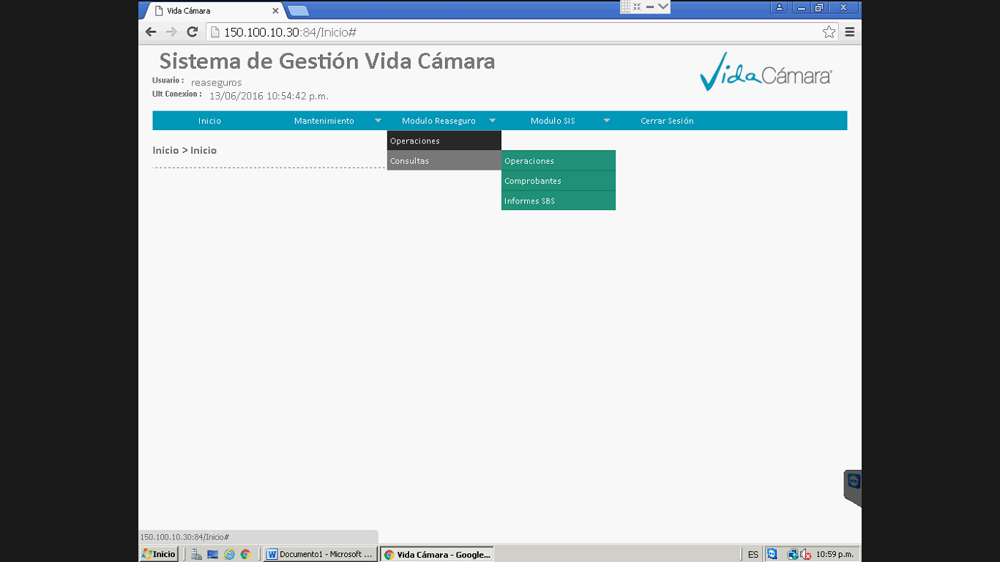 Vida Cámara
150.100.10.30:84/Inicio#
Sistema de Gestión Vida Cámara
VidaCámara®
Usuario : reaseguros
Ult Conexion : 13/06/2016 10:54:42 p.m.
Inicio Mantenimiento Modulo Reaseguro Modulo SIS Cerrar Sesión
Operaciones
Inicio > Inicio
Consultas Operaciones
Comprobantes
Informes SBS
150.100.10.30:84/Inicio#
Inicio Documento1 - Microsoft ... Vida Cámara - Google... ES 10:59 p.m.